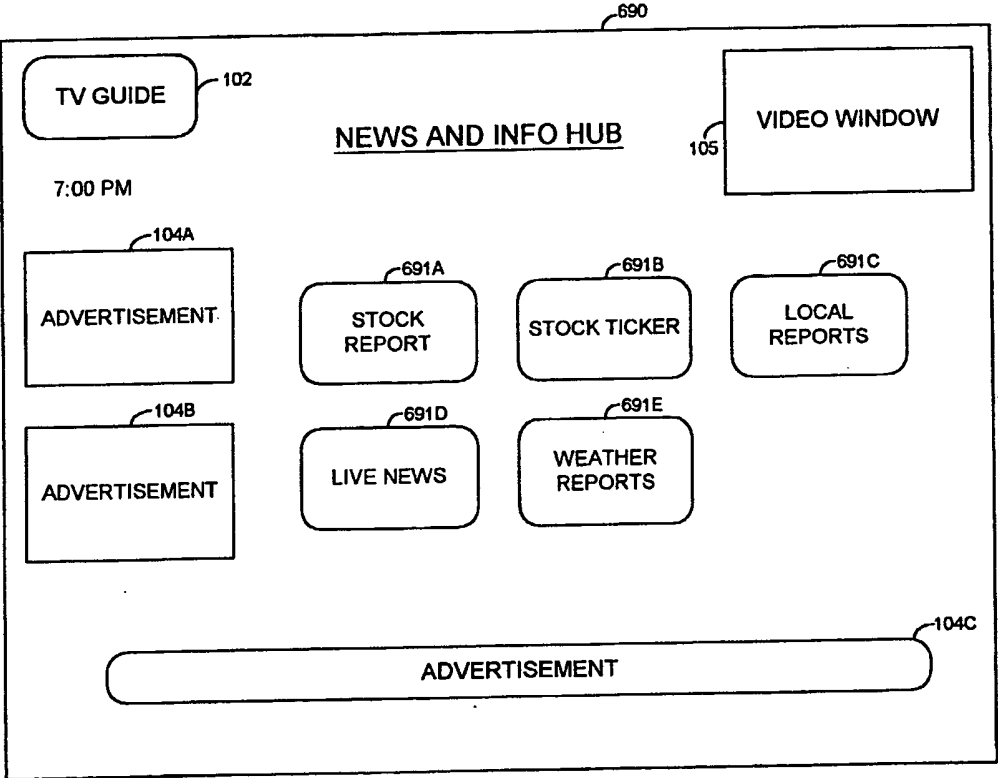 690
TV GUIDE
102
NEWS AND INFO HUB
105
VIDEO WINDOW
7:00 PM
104A
ADVERTISEMENT
691A
STOCK
REPORT
691B
STOCK TICKER
691C
LOCAL
REPORTS
104B
ADVERTISEMENT
691D
LIVE NEWS
691E
WEATHER
REPORTS
104C
ADVERTISEMENT